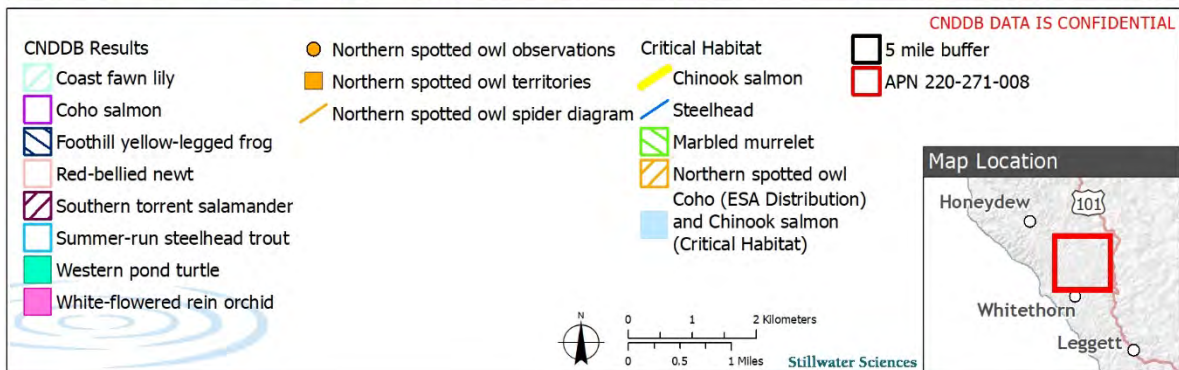 CNDDB DATA IS CONFIDENTIAL
CNDDB Results
Coast fawn lily
Coho salmon
Foothill yellow-legged frog
Red-bellied newt
Southern torrent salamander
Summer-run steelhead trout
Western pond turtle
White-flowered rein orchid
Northern spotted owl observations
Northern spotted owl territories
Northern spotted owl spider diagram
Critical Habitat
Chinook salmon
Steelhead
Marbled murrelet
Northern spotted owl
Coho (ESA Distribution)
and Chinook salmon
(Critical Habitat)
5 mile buffer
APN 220-271-008
N
0 1 2 Kilometers
0 0.5 1 Miles
Stillwater Sciences
Map Location
Honeydew
101
Whitethorn
Leggett